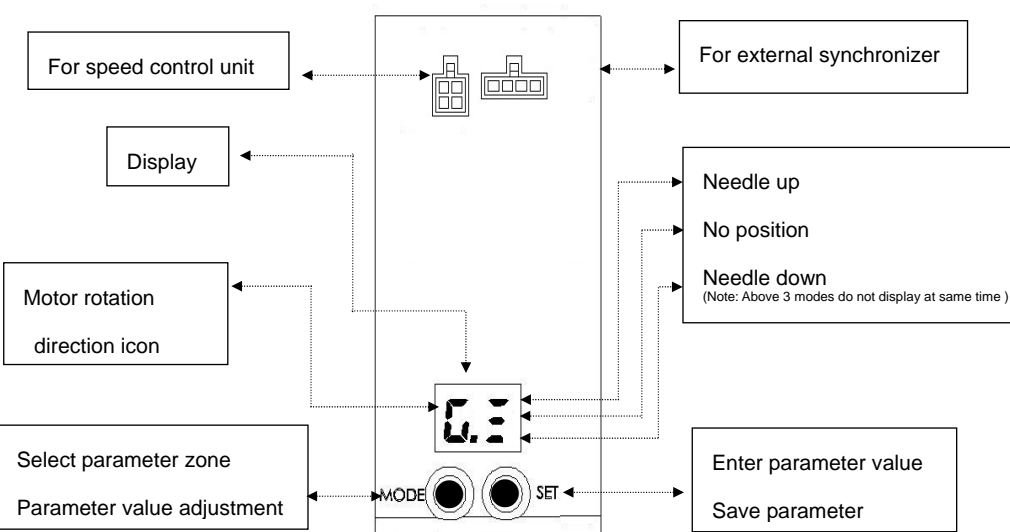 For speed control unit
For external synchronizer
Display
Needle up
No position
Needle down
(Note: Above 3 modes do not display at same time )
Motor rotation
direction icon
Select parameter zone
Parameter value adjustment
MODE
SET
Enter parameter value
Save parameter